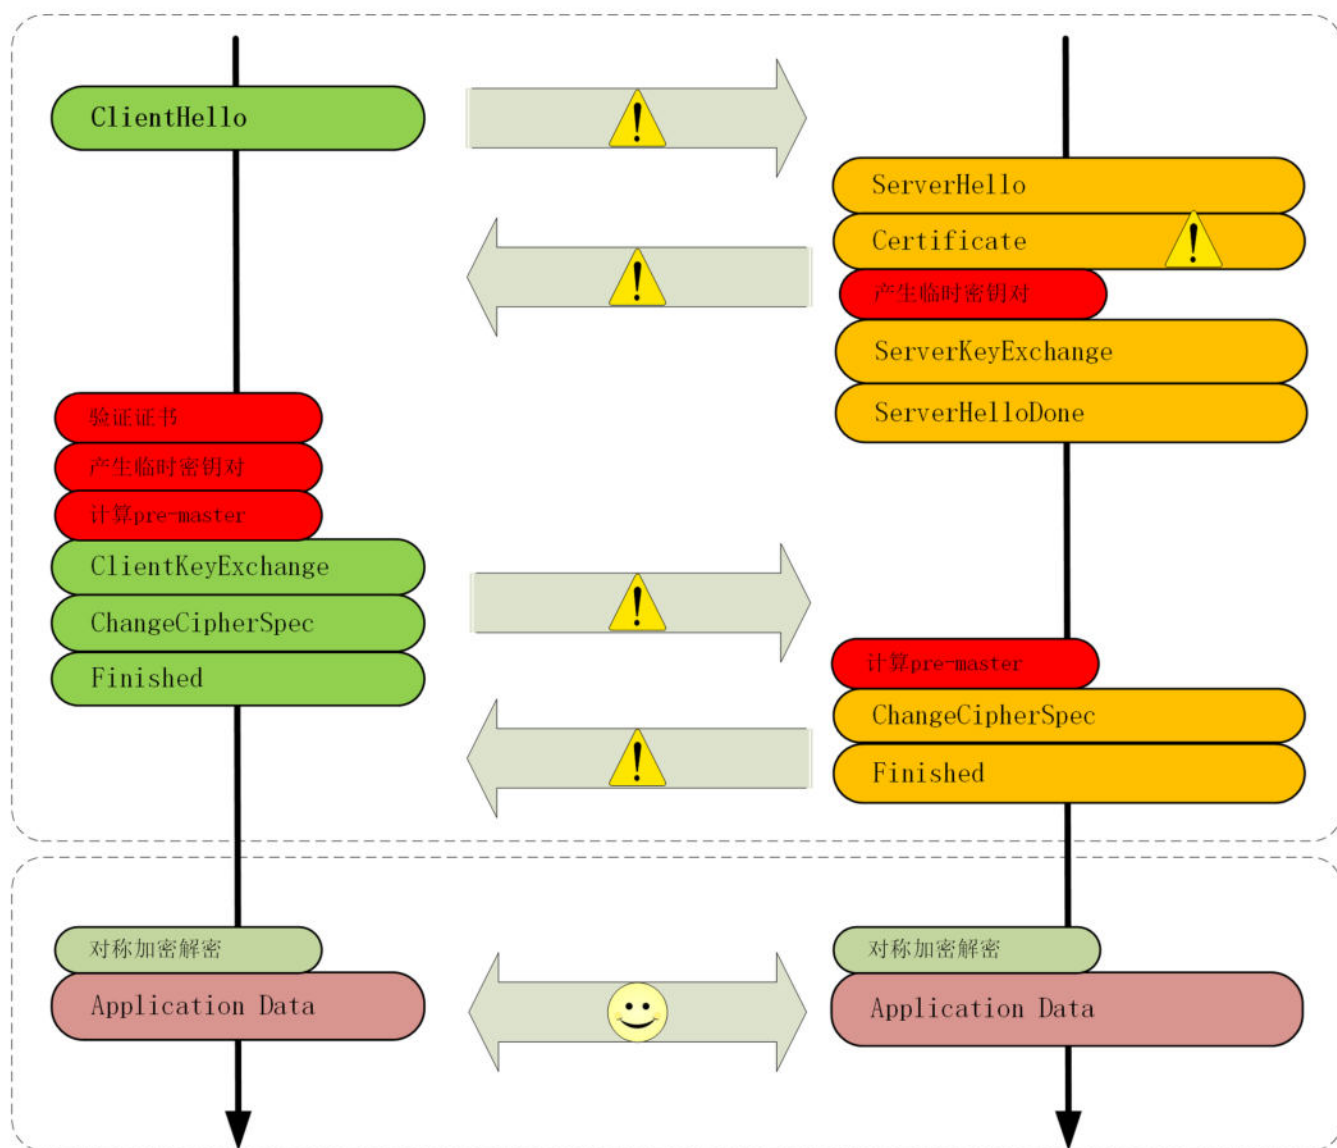 ClientHello
ServerHello
Certificate
产生临时密钥对
ServerKeyExchange
ServerHelloDone
验证证书
产生临时密钥对
计算pre-master
ClientKeyExchange
ChangeCipherSpec
Finished
计算pre-master
ChangeCipherSpec
Finished
对称加密解密
Application Data
对称加密解密
Application Data